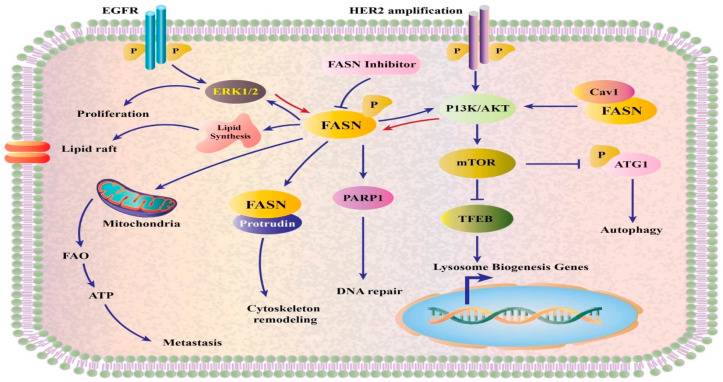 EGFR
HER2 amplification
P
P
P
P
FASN Inhibitor
ERK1/2
P
Cav1
FASN
Proliferation
FASN
P13K/AKT
Lipid
Synthesis
Lipid raft
mTOR
P
ATG1
Mitochondria
FASN
Protrudin
PARP1
TFEB
Autophagy
FAO
Lysosome Biogenesis Genes
ATP
DNA repair
Cytoskeleton
remodeling
Metastasis